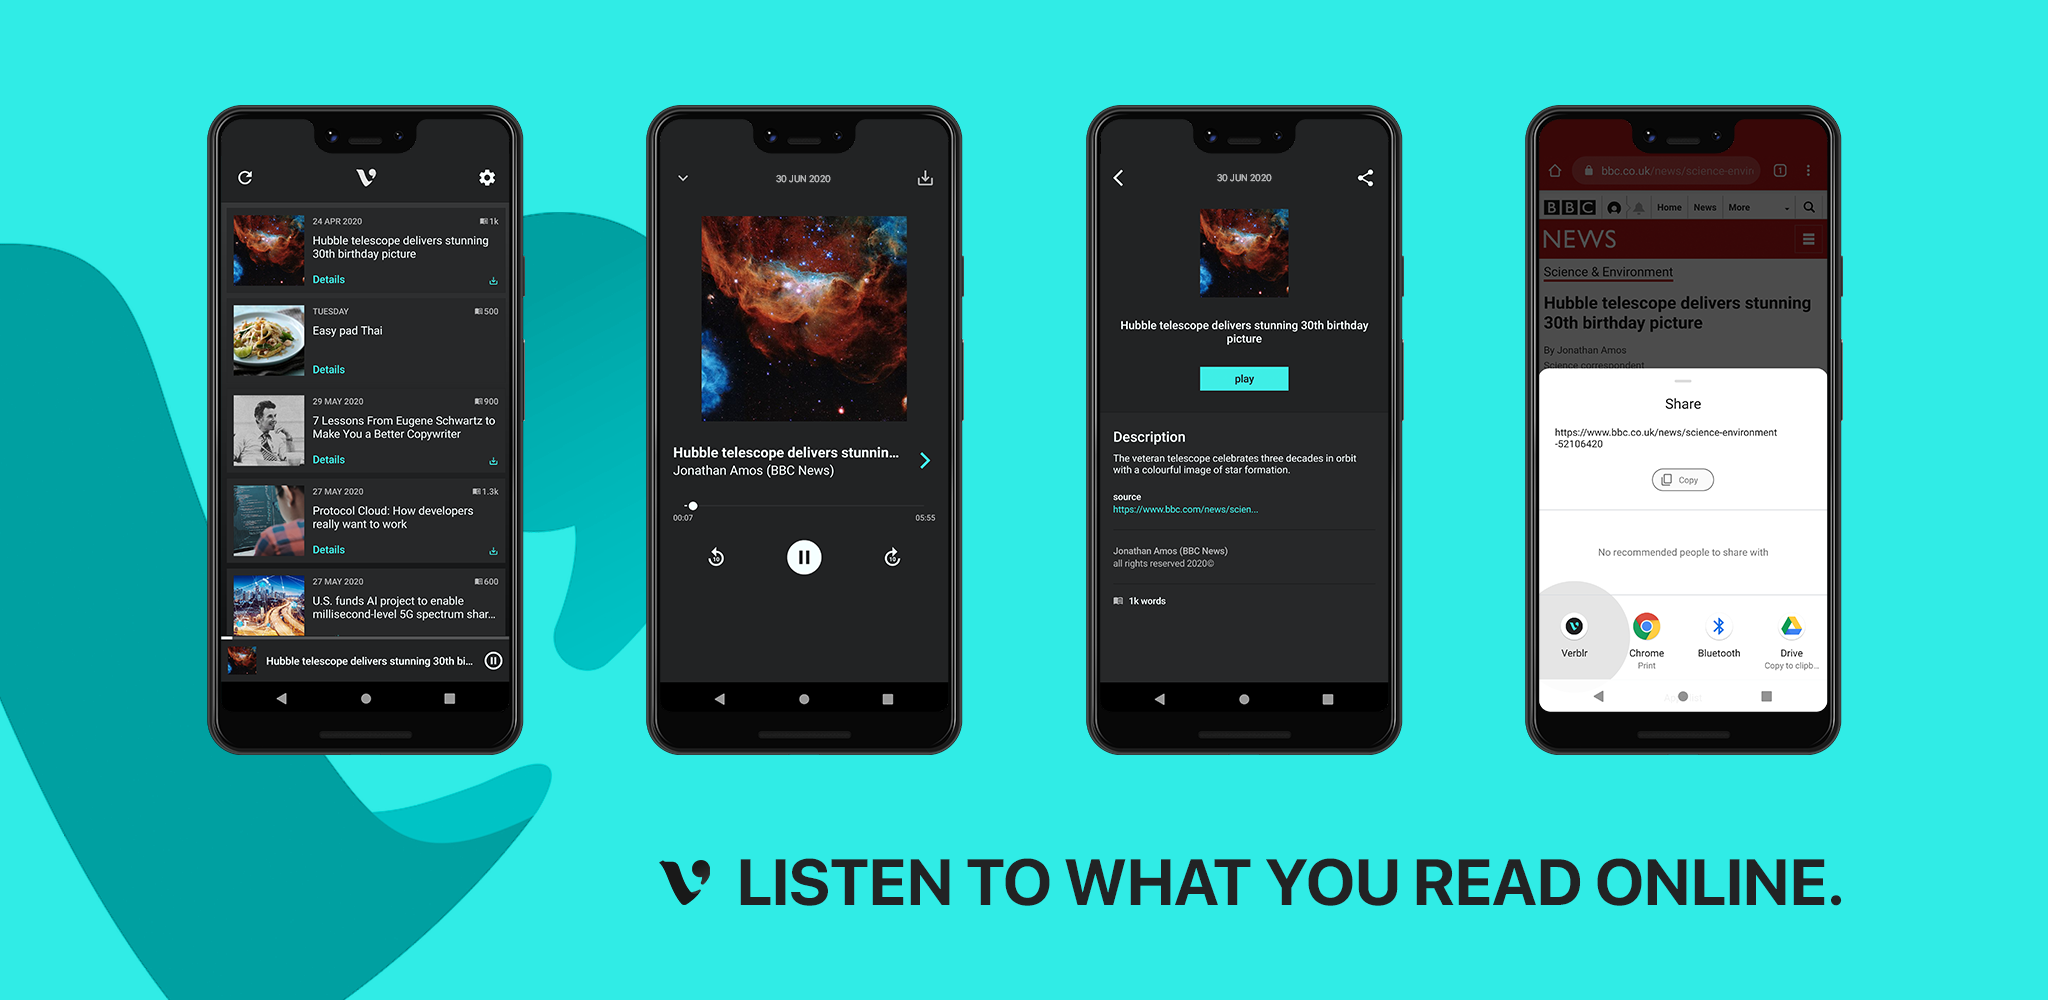 24 APR 2020
1k
Hubble telescope delivers stunning
30th birthday picture
Details
TUESDAY
500
Easy pad Thai
Details
29 MAY 2020
900
7 Lessons From Eugene Schwartz to
Make You a Better Copywriter
Details
27 MAY 2020
1.3k
Protocol Cloud: How developers
really want to work
Details
27 MAY 2020
600
U.S. funds AI project to enable
millisecond-level 5G spectrum shar...
Hubble telescope delivers stunning 30th bi...
30 JUN 2020
Hubble telescope delivers stunnin...
Jonathan Amos (BBC News)
00:07
05:55
10
10
30 JUN 2020
Hubble telescope delivers stunning 30th birthday
picture
play
Description
The veteran telescope celebrates three decades in orbit
with a colourful image of star formation.
source
https://www.bbc.com/news/scien...
Jonathan Amos (BBC News)
all rights reserved 2020©
1k words
bbc.co.uk/news/science-envir
1
BBC
Home
News
More
NEWS
Science & Environment
Hubble telescope delivers stunning
30th birthday picture
By Jonathan Amos
Science correspondent
Share
https://www.bbc.co.uk/news/science-environment
-52106420
Copy
No recommended people to share with
Verblr
Chrome
Print
Bluetooth
Drive
Copy to clipb...
LISTEN TO WHAT YOU READ ONLINE.